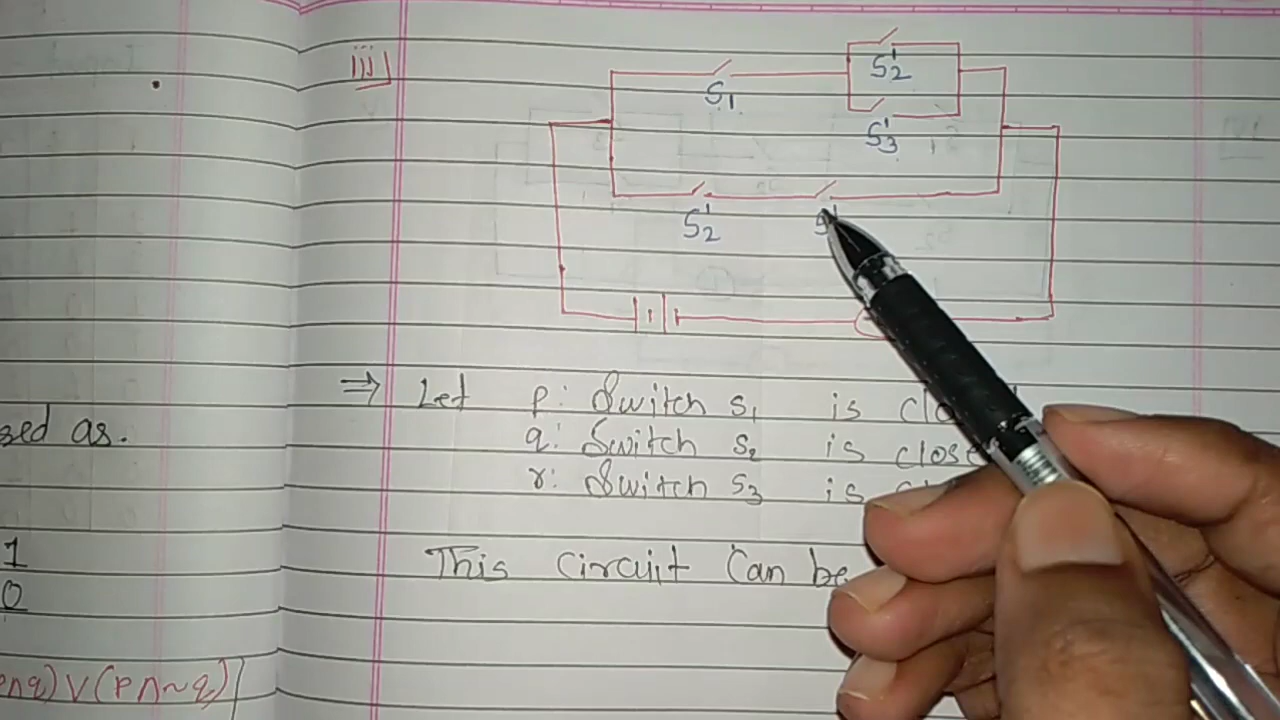 iii)
S'2
S1
S'3
S'2
Let p: Switch S1 is
q: Switch S2 is close
r: Switch S3 is
This Circuit Can be
sed as.
1
0
p∧q) ∨ (p∧~q)